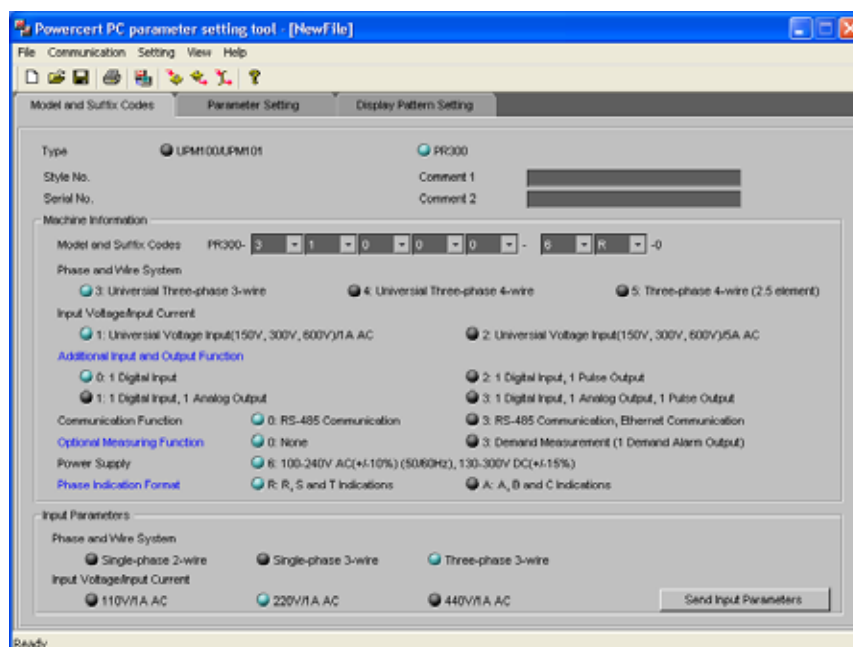 Powercert PC parameter setting tool - [NewFile]
File Communication Setting View Help
Model and Suffix Codes Parameter Setting Display Pattern Setting
Type UPM100/UPM101 PR300
Style No. Comment 1
Serial No. Comment 2
Machine Information
Model and Suffix Codes PR300- 3 1 0 0 0 - 6 R -0
Phase and Wire System
3: Universial Three-phase 3-wire 4: Universial Three-phase 4-wire 5: Three-phase 4-wire (2.5 element)
Input Voltage/Input Current
1: Universial Voltage Input(150V, 300V, 600V)/1A AC 2: Universial Voltage Input(150V, 300V, 600V)/5A AC
Additional Input and Output Function
0: 1 Digital Input 2: 1 Digital Input, 1 Pulse Output
1: 1 Digital Input, 1 Analog Output 3: 1 Digital Input, 1 Analog Output, 1 Pulse Output
Communication Function 0: RS-485 Communication 3: RS-485 Communication, Ethernet Communication
Optional Measuring Function 0: None 3: Demand Measurement (1 Demand Alarm Output)
Power Supply 6: 100-240V AC(+/-10%) (50/60Hz), 130-300V DC(+/-15%)
Phase Indication Format R: R, S and T Indications A: A, B and C Indications
Input Parameters
Phase and Wire System
Single-phase 2-wire Single-phase 3-wire Three-phase 3-wire
Input Voltage/Input Current
110V/1A AC 220V/1A AC 440V/1A AC Send Input Parameters
Ready